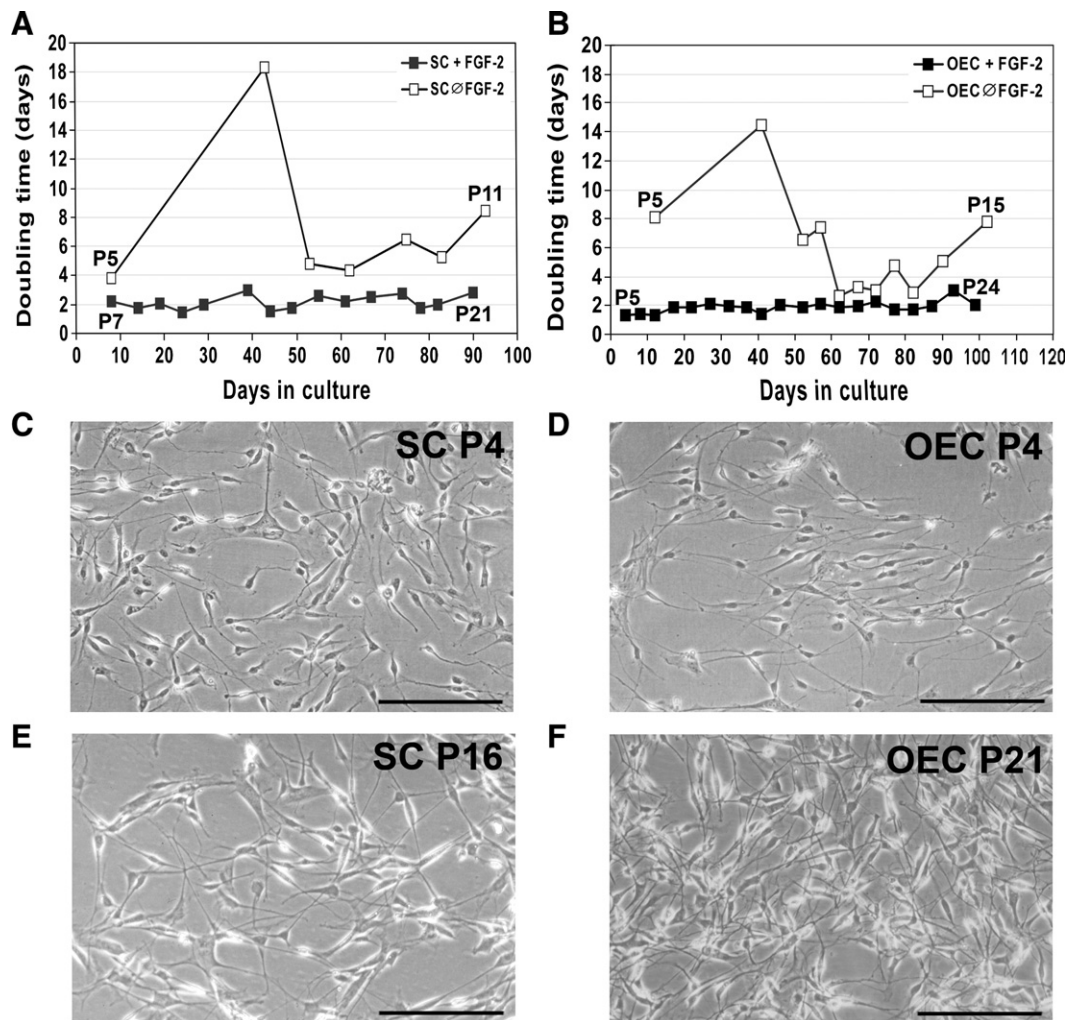 A
20
18
16
14
12
10
8
6
4
2
0
Doubling time (days)
SC + FGF-2
SC ∅ FGF-2
P5
P7
P11
P21
0 10 20 30 40 50 60 70 80 90 100
Days in culture
B
20
18
16
14
12
10
8
6
4
2
0
Doubling time (days)
OEC + FGF-2
OEC ∅ FGF-2
P5
P5
P15
P24
0 10 20 30 40 50 60 70 80 90 100 110 120
Days in culture
C
SC P4
D
OEC P4
E
SC P16
F
OEC P21